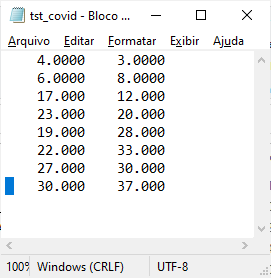 tst_covid - Bloco ...
Arquivo Editar Formatar Exibir Ajuda
4.0000 3.0000
6.0000 8.0000
17.000 12.000
23.000 20.000
19.000 28.000
22.000 33.000
27.000 30.000
30.000 37.000
100% Windows (CRLF) UTF-8